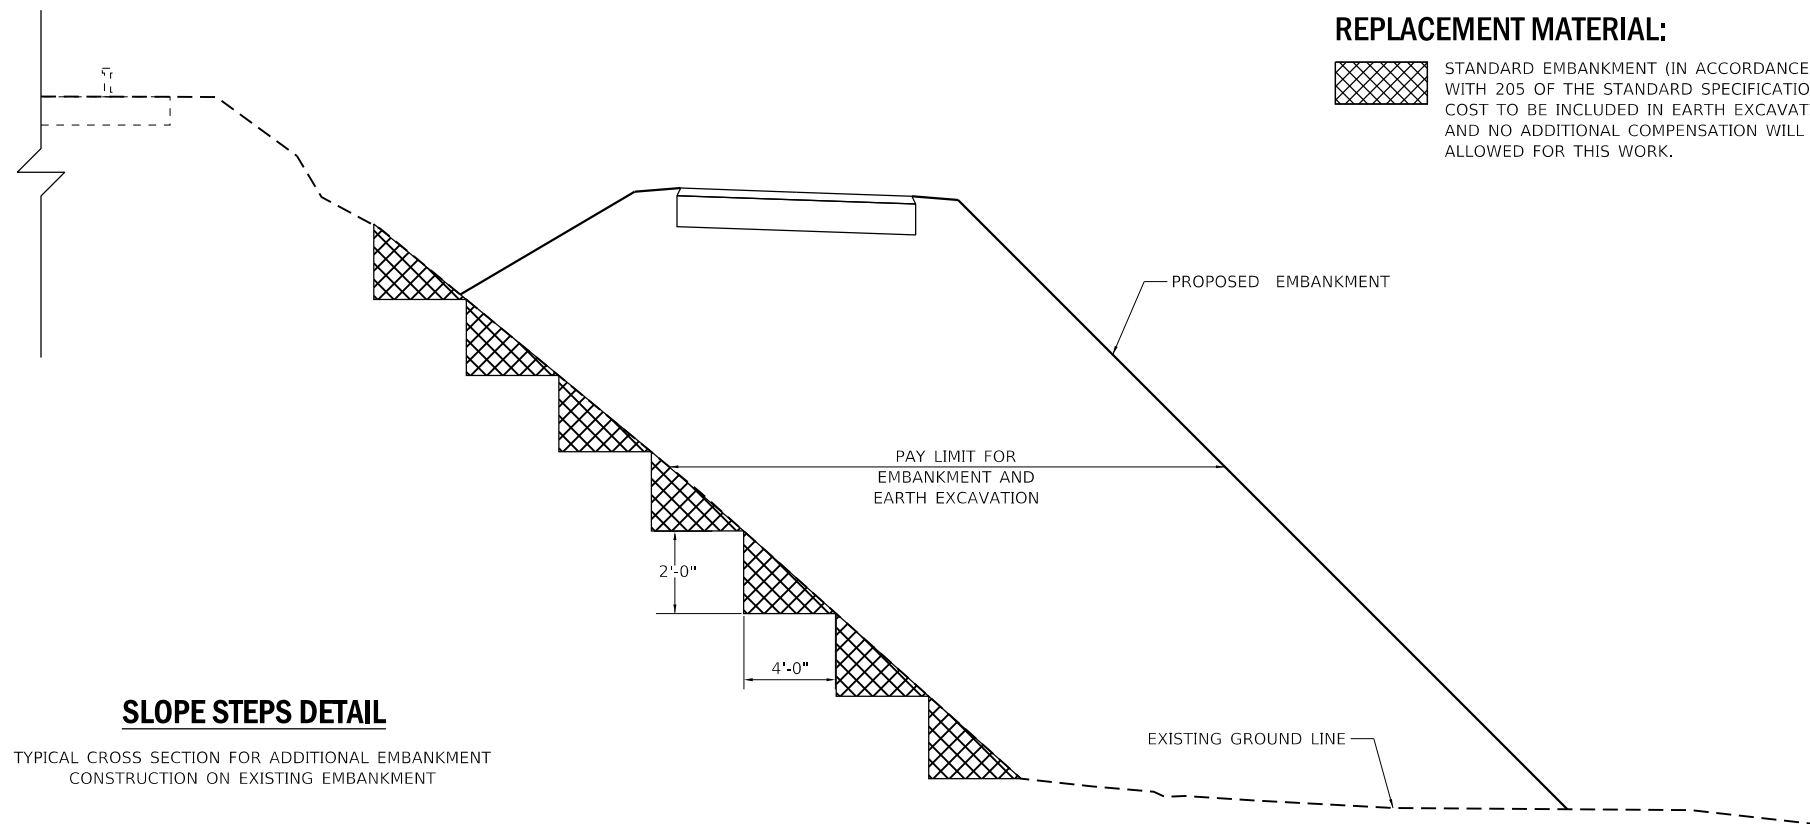 REPLACEMENT MATERIAL:
STANDARD EMBANKMENT (IN ACCORDANCE
WITH 205 OF THE STANDARD
COST TO BE INCLUDED IN EARTH
AND NO ADDITIONAL COMPENSATION WILL
ALLOWED FOR THIS WORK.
PROPOSED EMBANKMENT
PAY LIMIT FOR
EMBANKMENT AND
EARTH EXCAVATION
2'-0"
4'-0"
SLOPE STEPS DETAIL
TYPICAL CROSS SECTION FOR ADDITIONAL EMBANKMENT
CONSTRUCTION ON EXISTING EMBANKMENT
EXISTING GROUND LINE